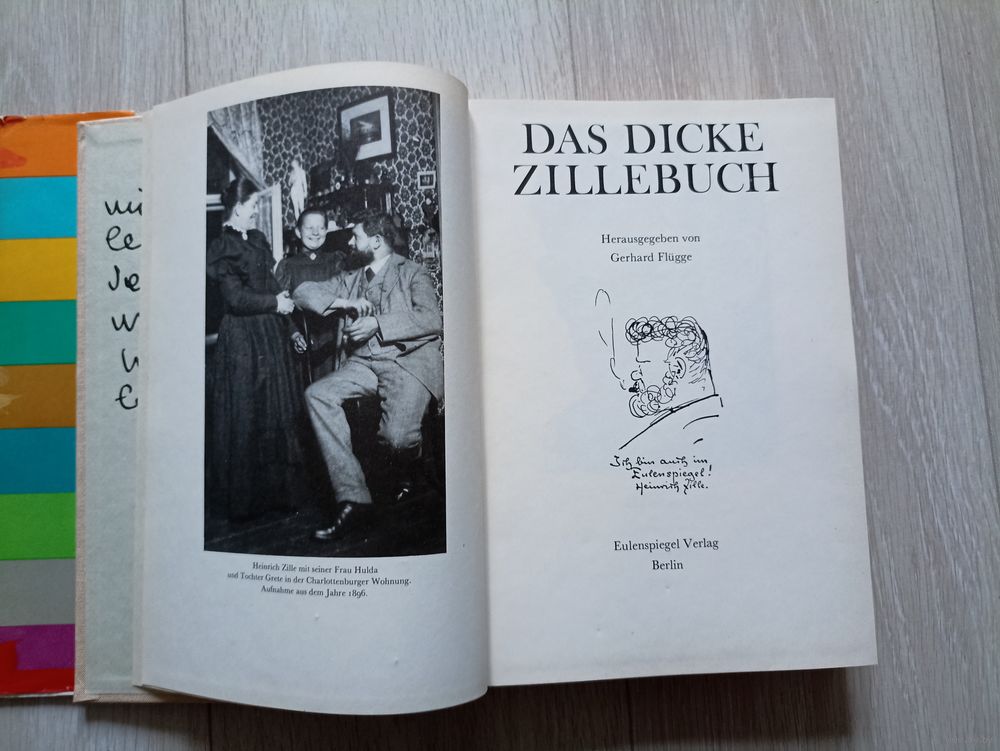 Heinrich Zille mit seiner Frau Hulda
und Tochter Grete in der Charlottenburger Wohnung.
Aufnahme aus dem Jahre 1896.
DAS DICKE
ZILLEBUCH
Herausgegeben von
Gerhard Flügge
Ich bin auch im
Eulenspiegel!
Heinrich Zille.
Eulenspiegel Verlag
Berlin